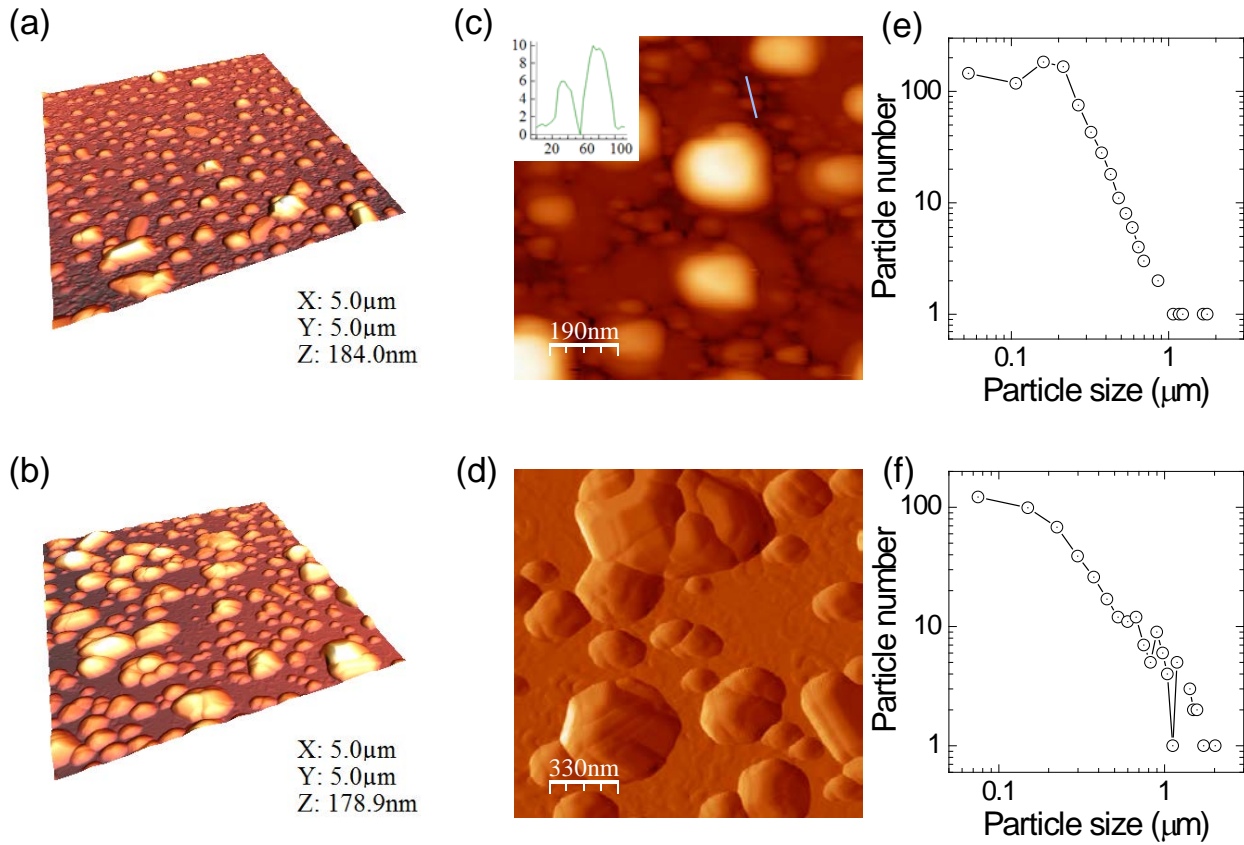 (a)
X: 5.0µm
Y: 5.0µm
Z: 184.0nm
(c)
10
8
6
4
2
0
20 60 100
190nm
(e)
100
10
1
0.1 1
Particle number
Particle size (µm)
(b)
X: 5.0µm
Y: 5.0µm
Z: 178.9nm
(d)
330nm
(f)
100
10
1
0.1 1
Particle number
Particle size (µm)